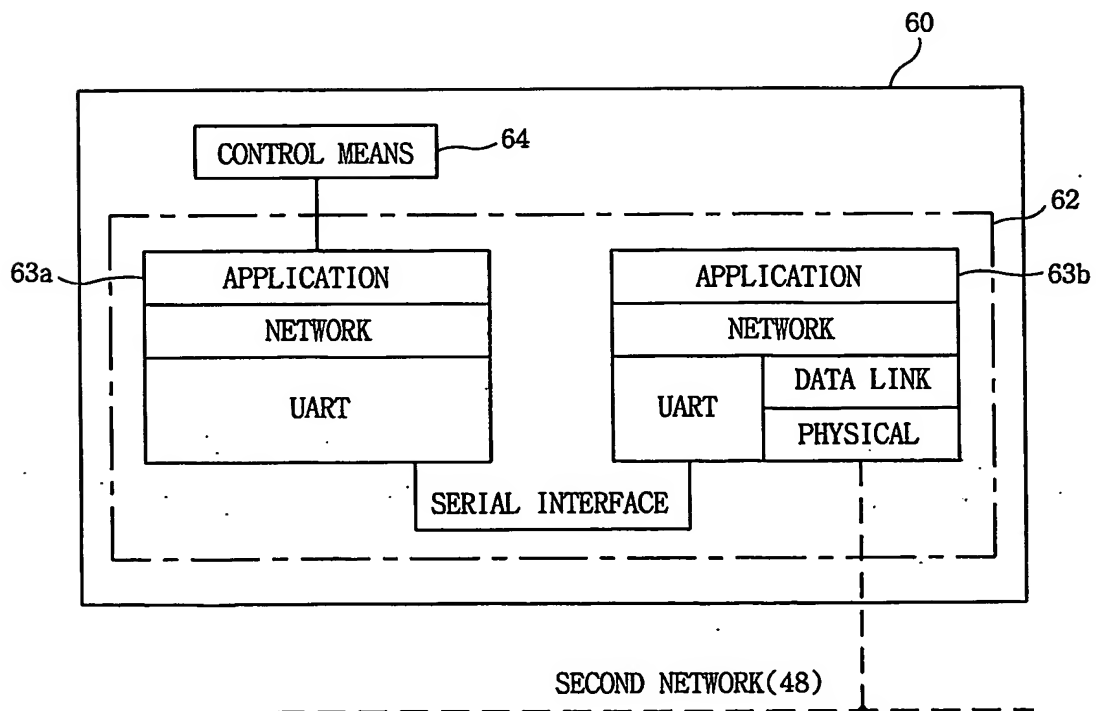 60
CONTROL MEANS
64
62
63a
APPLICATION
APPLICATION
63b
NETWORK
NETWORK
UART
UART
DATA LINK
PHYSICAL
SERIAL INTERFACE
SECOND NETWORK(48)